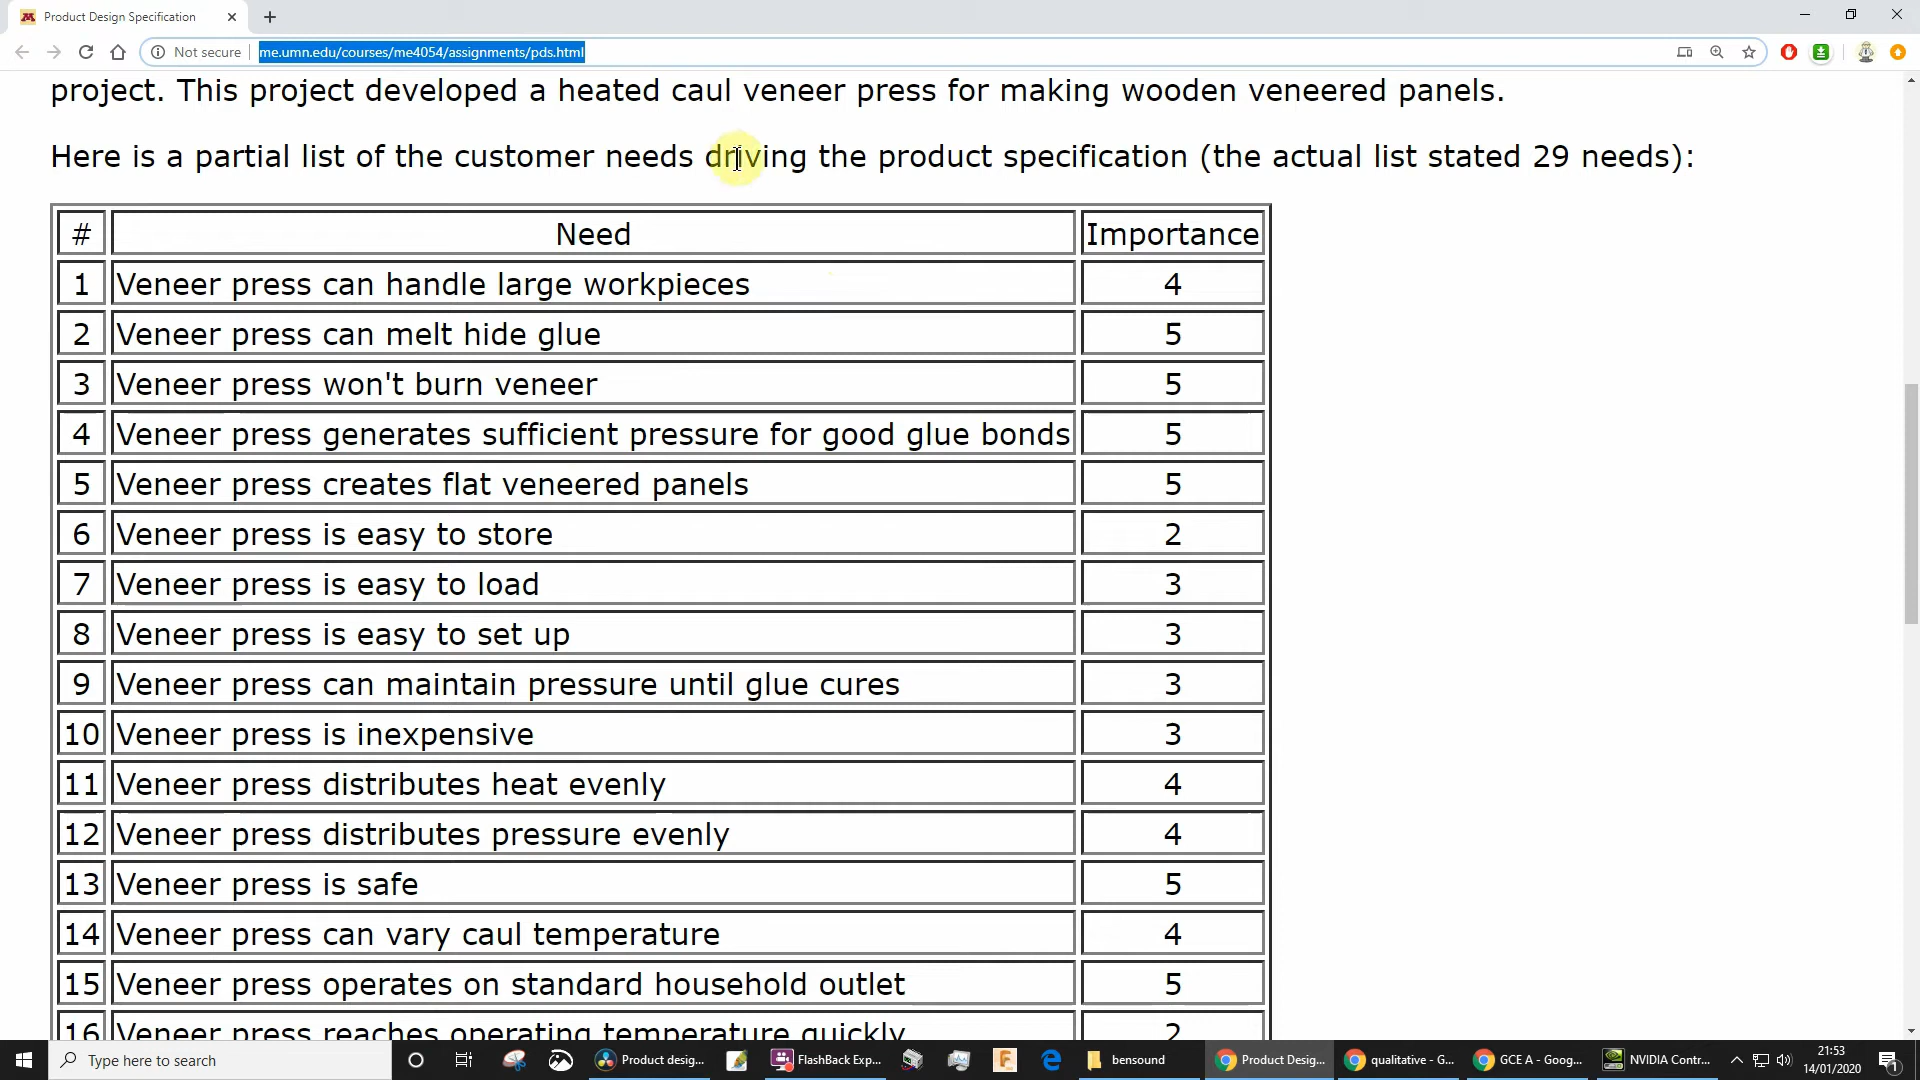 Product Design Specification
Not secure
me.umn.edu/courses/me4054/assignments/pds.html
project. This project developed a heated caul veneer press for making wooden veneered panels.
Here is a partial list of the customer needs driving the product specification (the actual list stated 29 needs):
# Need Importance
1 Veneer press can handle large workpieces 4
2 Veneer press can melt hide glue 5
3 Veneer press won't burn veneer 5
4 Veneer press generates sufficient pressure for good glue bonds 5
5 Veneer press creates flat veneered panels 5
6 Veneer press is easy to store 2
7 Veneer press is easy to load 3
8 Veneer press is easy to set up 3
9 Veneer press can maintain pressure until glue cures 3
10 Veneer press is inexpensive 3
11 Veneer press distributes heat evenly 4
12 Veneer press distributes pressure evenly 4
13 Veneer press is safe 5
14 Veneer press can vary caul temperature 4
15 Veneer press operates on standard household outlet 5
16 Veneer press reaches operating temperature quickly 2
Type here to search
Product desig...
FlashBack Exp...
bensound
Product Desig...
qualitative - G...
GCE A - Goog...
NVIDIA Contr...
21:53
14/01/2020
1